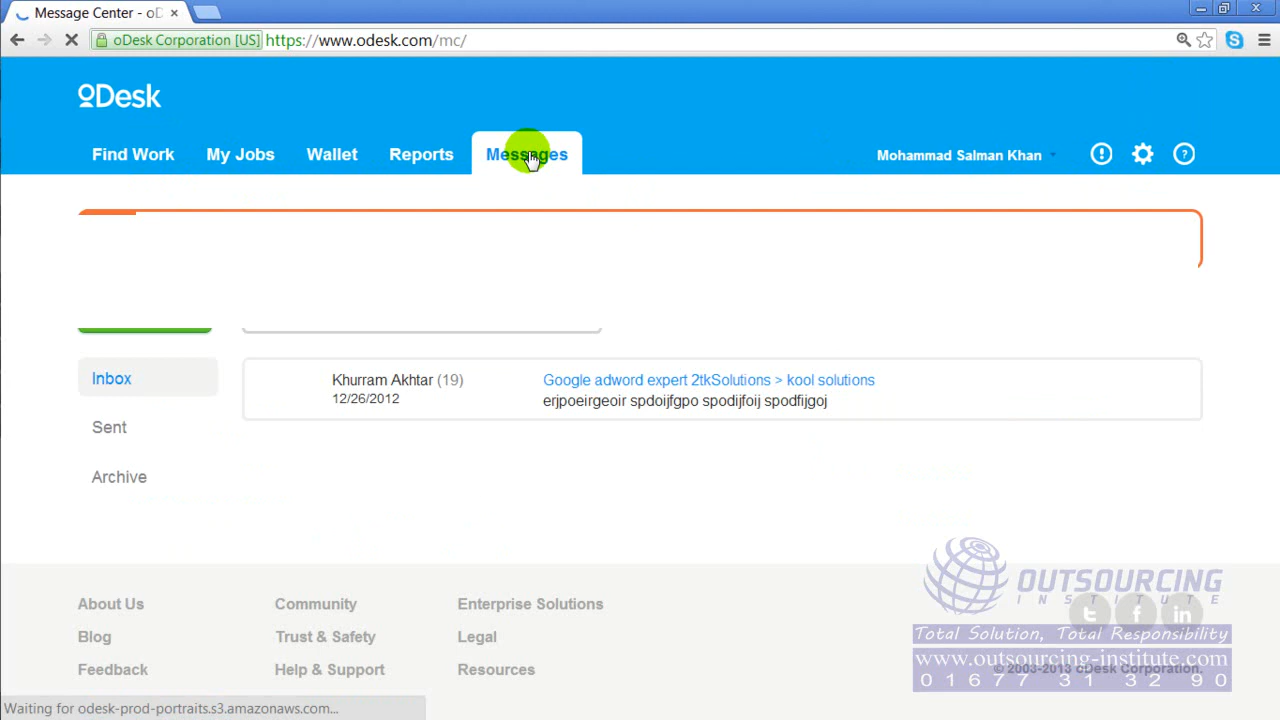 Message Center - oD
oDesk Corporation [US] https://www.odesk.com/mc/
oDesk
Find Work My Jobs Wallet Reports Messages Mohammad Salman Khan
Inbox
Khurram Akhtar (19) Google adword expert 2tkSolutions > kool solutions
12/26/2012 erjpoeirgeoir spdoijfgpo spodijfoij spodfijgoj
Sent
Archive
About Us Community Enterprise Solutions
Blog Trust & Safety Legal
Feedback Help & Support Resources
OUTSOURCING
INSTITUTE
Total Solution, Total Responsibility
www.outsourcing-institute.com
© 2003-2013 oDesk Corporation.
01677 31 32 90
Waiting for odesk-prod-portraits.s3.amazonaws.com...